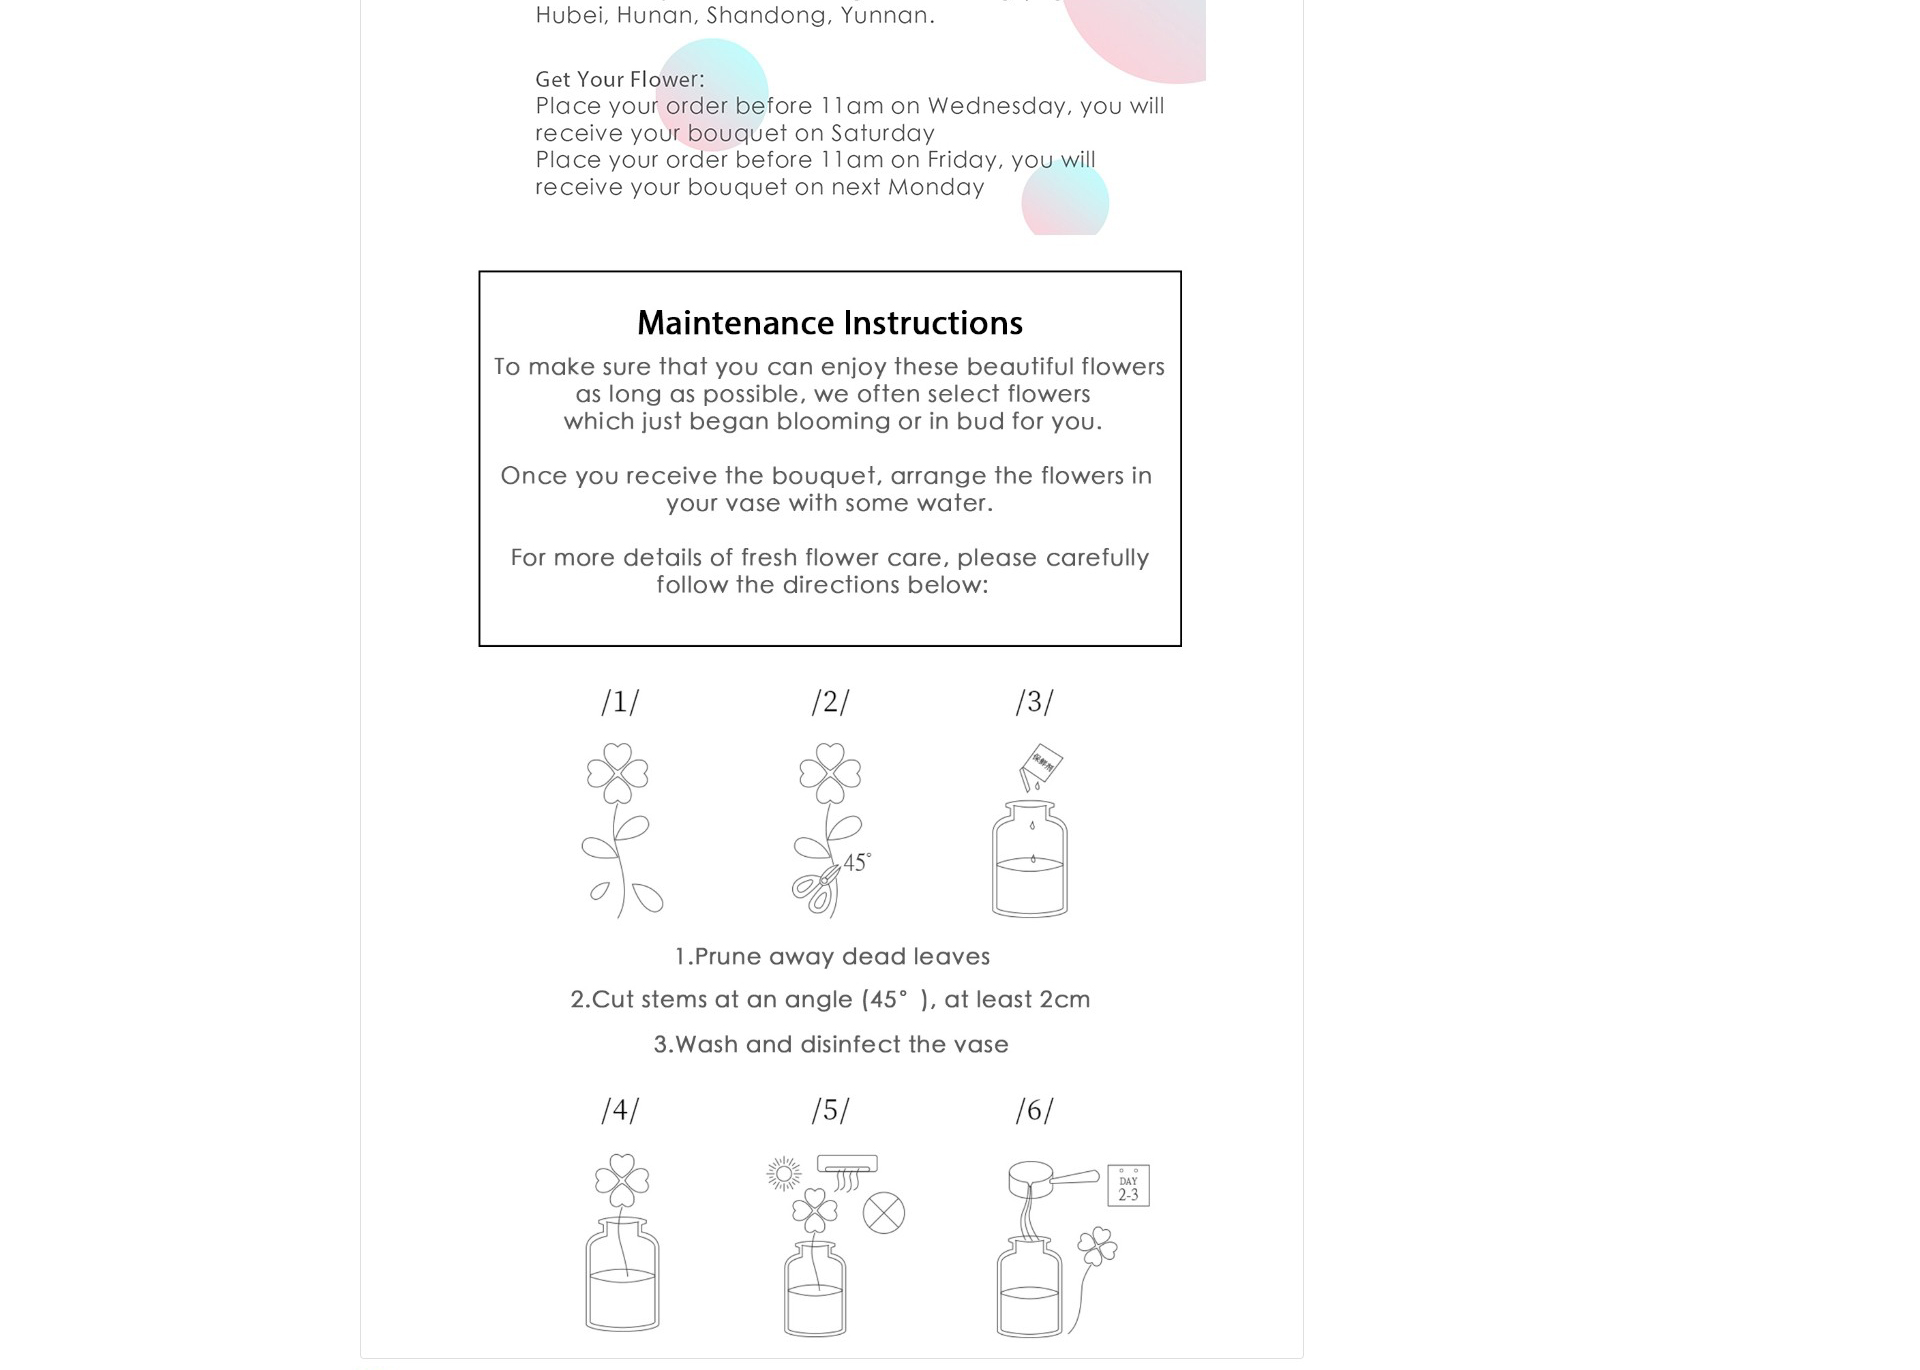 Hubei, Hunan, Shandong, Yunnan.
Get Your Flower:
Place your order before 11am on Wednesday, you will
receive your bouquet on Saturday
Place your order before 11am on Friday, you will
receive your bouquet on next Monday
Maintenance Instructions
To make sure that you can enjoy these beautiful flowers
as long as possible, we often select flowers
which just began blooming or in bud for you.
Once you receive the bouquet, arrange the flowers in
your vase with some water.
For more details of fresh flower care, please carefully
follow the directions below:
/1/ /2/ /3/
保鲜剂
45°
1.Prune away dead leaves
2.Cut stems at an angle (45° ), at least 2cm
3.Wash and disinfect the vase
/4/ /5/ /6/
DAY
2-3